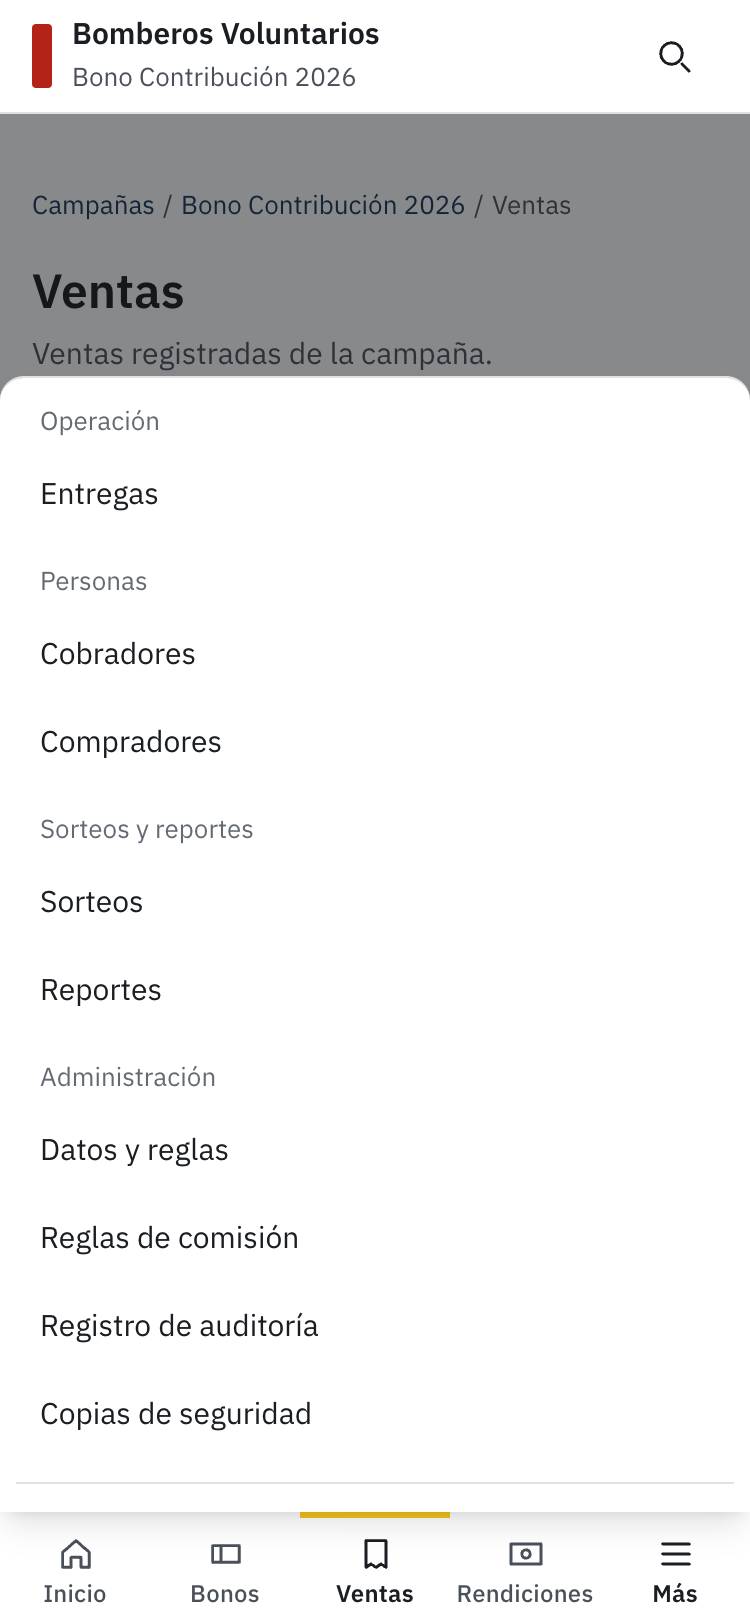 Bomberos Voluntarios
Bono Contribución 2026
Campañas / Bono Contribución 2026 / Ventas
Ventas
Ventas registradas de la campaña.
Operación
Entregas
Personas
Cobradores
Compradores
Sorteos y reportes
Sorteos
Reportes
Administración
Datos y reglas
Reglas de comisión
Registro de auditoría
Copias de seguridad
Inicio
Bonos
Ventas
Rendiciones
Más